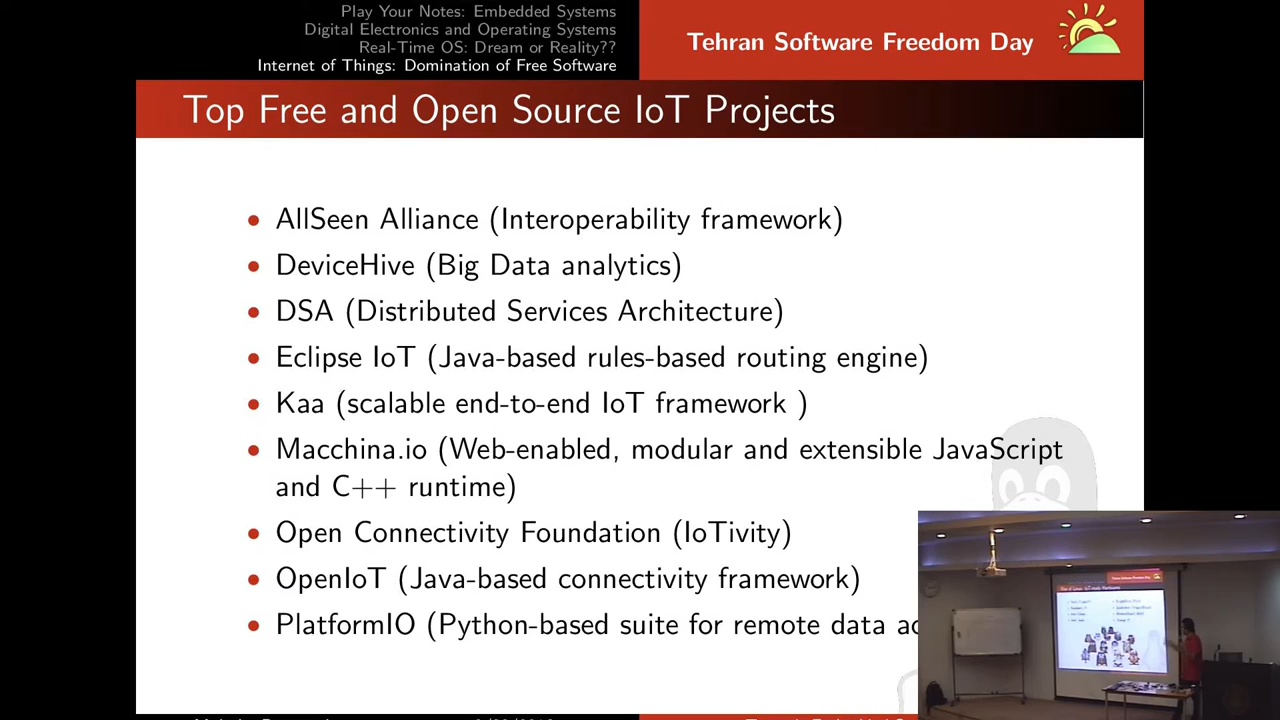 Play Your Notes: Embedded Systems
Digital Electronics and Operating Systems
Real-Time OS: Dream or Reality??
Internet of Things: Domination of Free Software
Tehran Software Freedom Day
Top Free and Open Source IoT Projects
• AllSeen Alliance (Interoperability framework)
• DeviceHive (Big Data analytics)
• DSA (Distributed Services Architecture)
• Eclipse IoT (Java-based rules-based routing engine)
• Kaa (scalable end-to-end IoT framework )
• Macchina.io (Web-enabled, modular and extensible JavaScript
and C++ runtime)
• Open Connectivity Foundation (IoTivity)
• OpenIoT (Java-based connectivity framework)
• PlatformIO (Python-based suite for remote data
Tehran Software Freedom Day